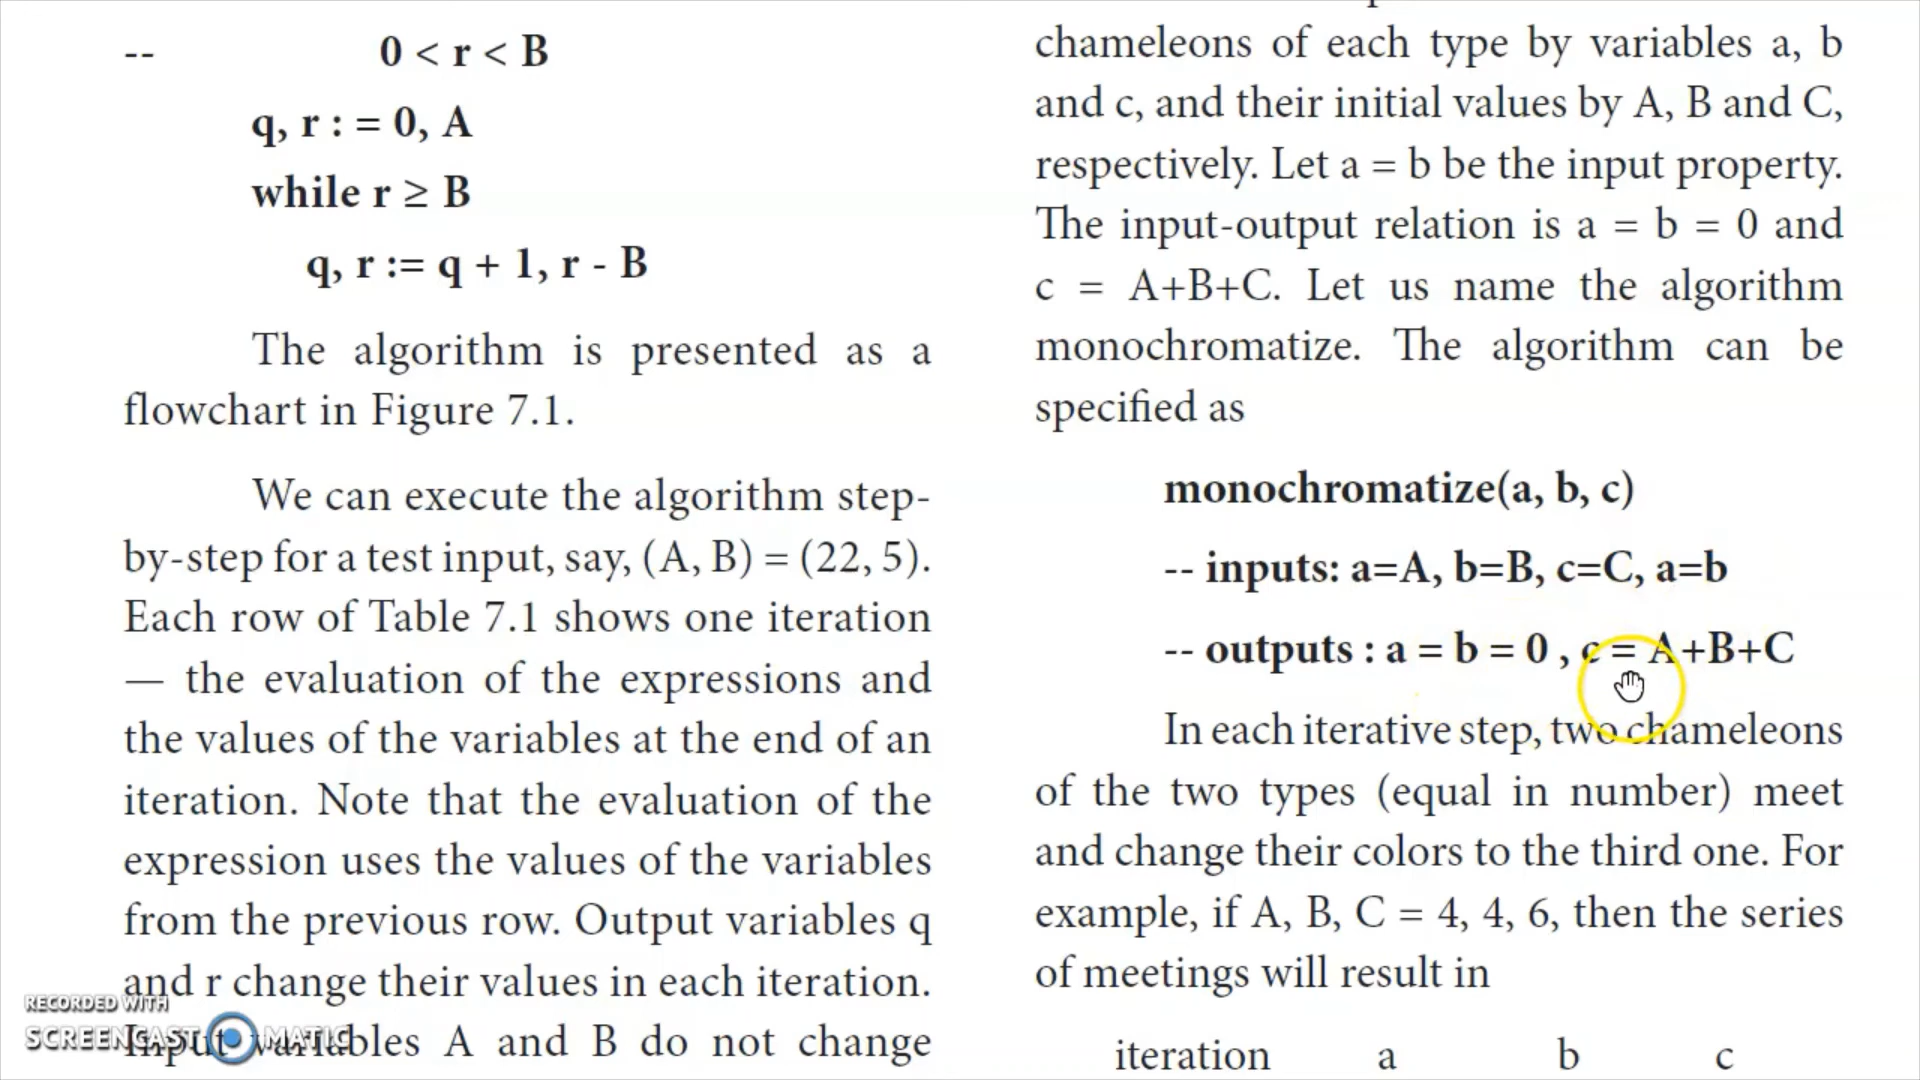 -- 0 < r < B
q, r : = 0, A
while r ≥ B
q, r := q + 1, r - B
The algorithm is presented as a
flowchart in Figure 7.1.
We can execute the algorithm step-
by-step for a test input, say, (A, B) = (22, 5).
Each row of Table 7.1 shows one iteration
— the evaluation of the expressions and
the values of the variables at the end of an
iteration. Note that the evaluation of the
expression uses the values of the variables
from the previous row. Output variables q
and r change their values in each iteration.
Input variables A and B do not change
RECORDED WITH
SCREENCAST MATIC
chameleons of each type by variables a, b
and c, and their initial values by A, B and C,
respectively. Let a = b be the input property.
The input-output relation is a = b = 0 and
c = A+B+C. Let us name the algorithm
monochromatize. The algorithm can be
specified as
monochromatize(a, b, c)
-- inputs: a=A, b=B, c=C, a=b
-- outputs : a = b = 0 , c = A+B+C
In each iterative step, two chameleons
of the two types (equal in number) meet
and change their colors to the third one. For
example, if A, B, C = 4, 4, 6, then the series
of meetings will result in
iteration a b c